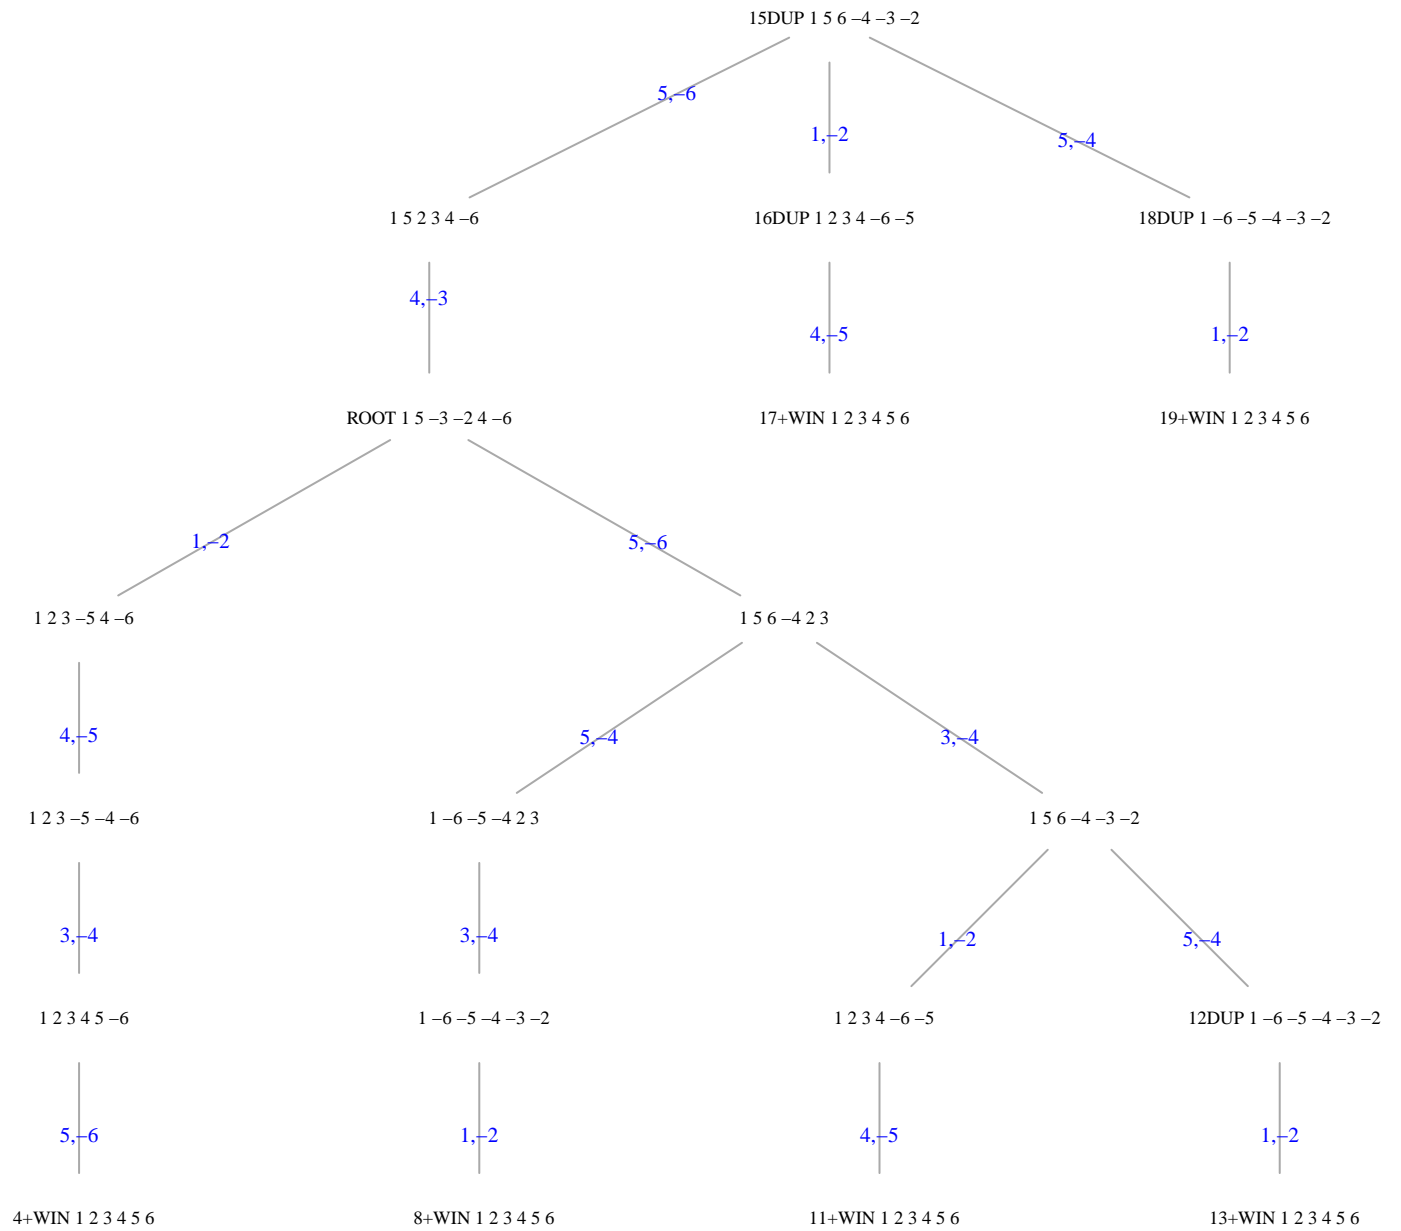 15DUP 1 5 6 –4 –3 –2
5,–6
1,–2
5,–4
1 5 2 3 4 –6
16DUP 1 2 3 4 –6 –5
18DUP 1 –6 –5 –4 –3 –2
4,–3
4,–5
1,–2
ROOT 1 5 –3 –2 4 –6
17+WIN 1 2 3 4 5 6
19+WIN 1 2 3 4 5 6
1,–2
5,–6
1 2 3 –5 4 –6
1 5 6 –4 2 3
4,–5
5,–4
3,–4
1 2 3 –5 –4 –6
1 –6 –5 –4 2 3
1 5 6 –4 –3 –2
3,–4
3,–4
1,–2
5,–4
1 2 3 4 5 –6
1 –6 –5 –4 –3 –2
1 2 3 4 –6 –5
12DUP 1 –6 –5 –4 –3 –2
5,–6
1,–2
4,–5
1,–2
4+WIN 1 2 3 4 5 6
8+WIN 1 2 3 4 5 6
11+WIN 1 2 3 4 5 6
13+WIN 1 2 3 4 5 6